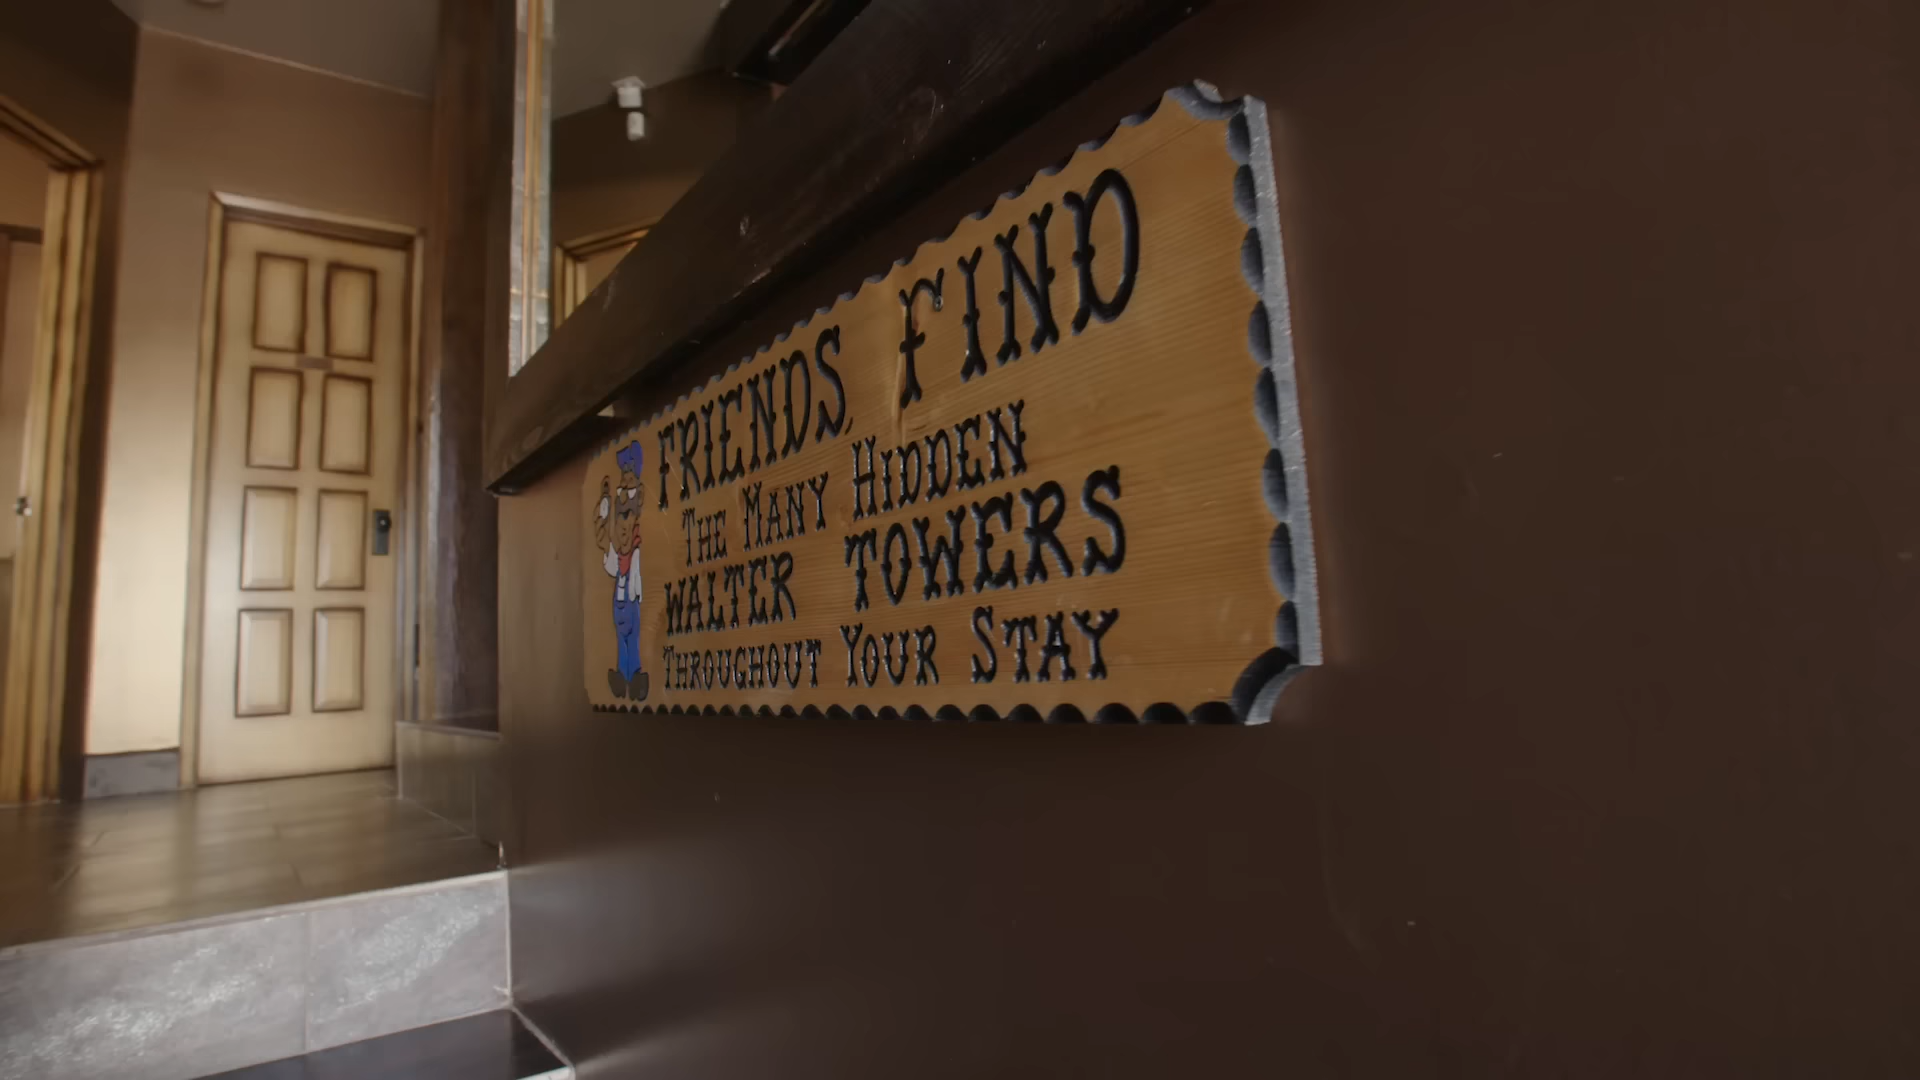 FRIENDS, FIND
THE MANY HIDDEN
WALTER TOWERS
THROUGHOUT YOUR STAY